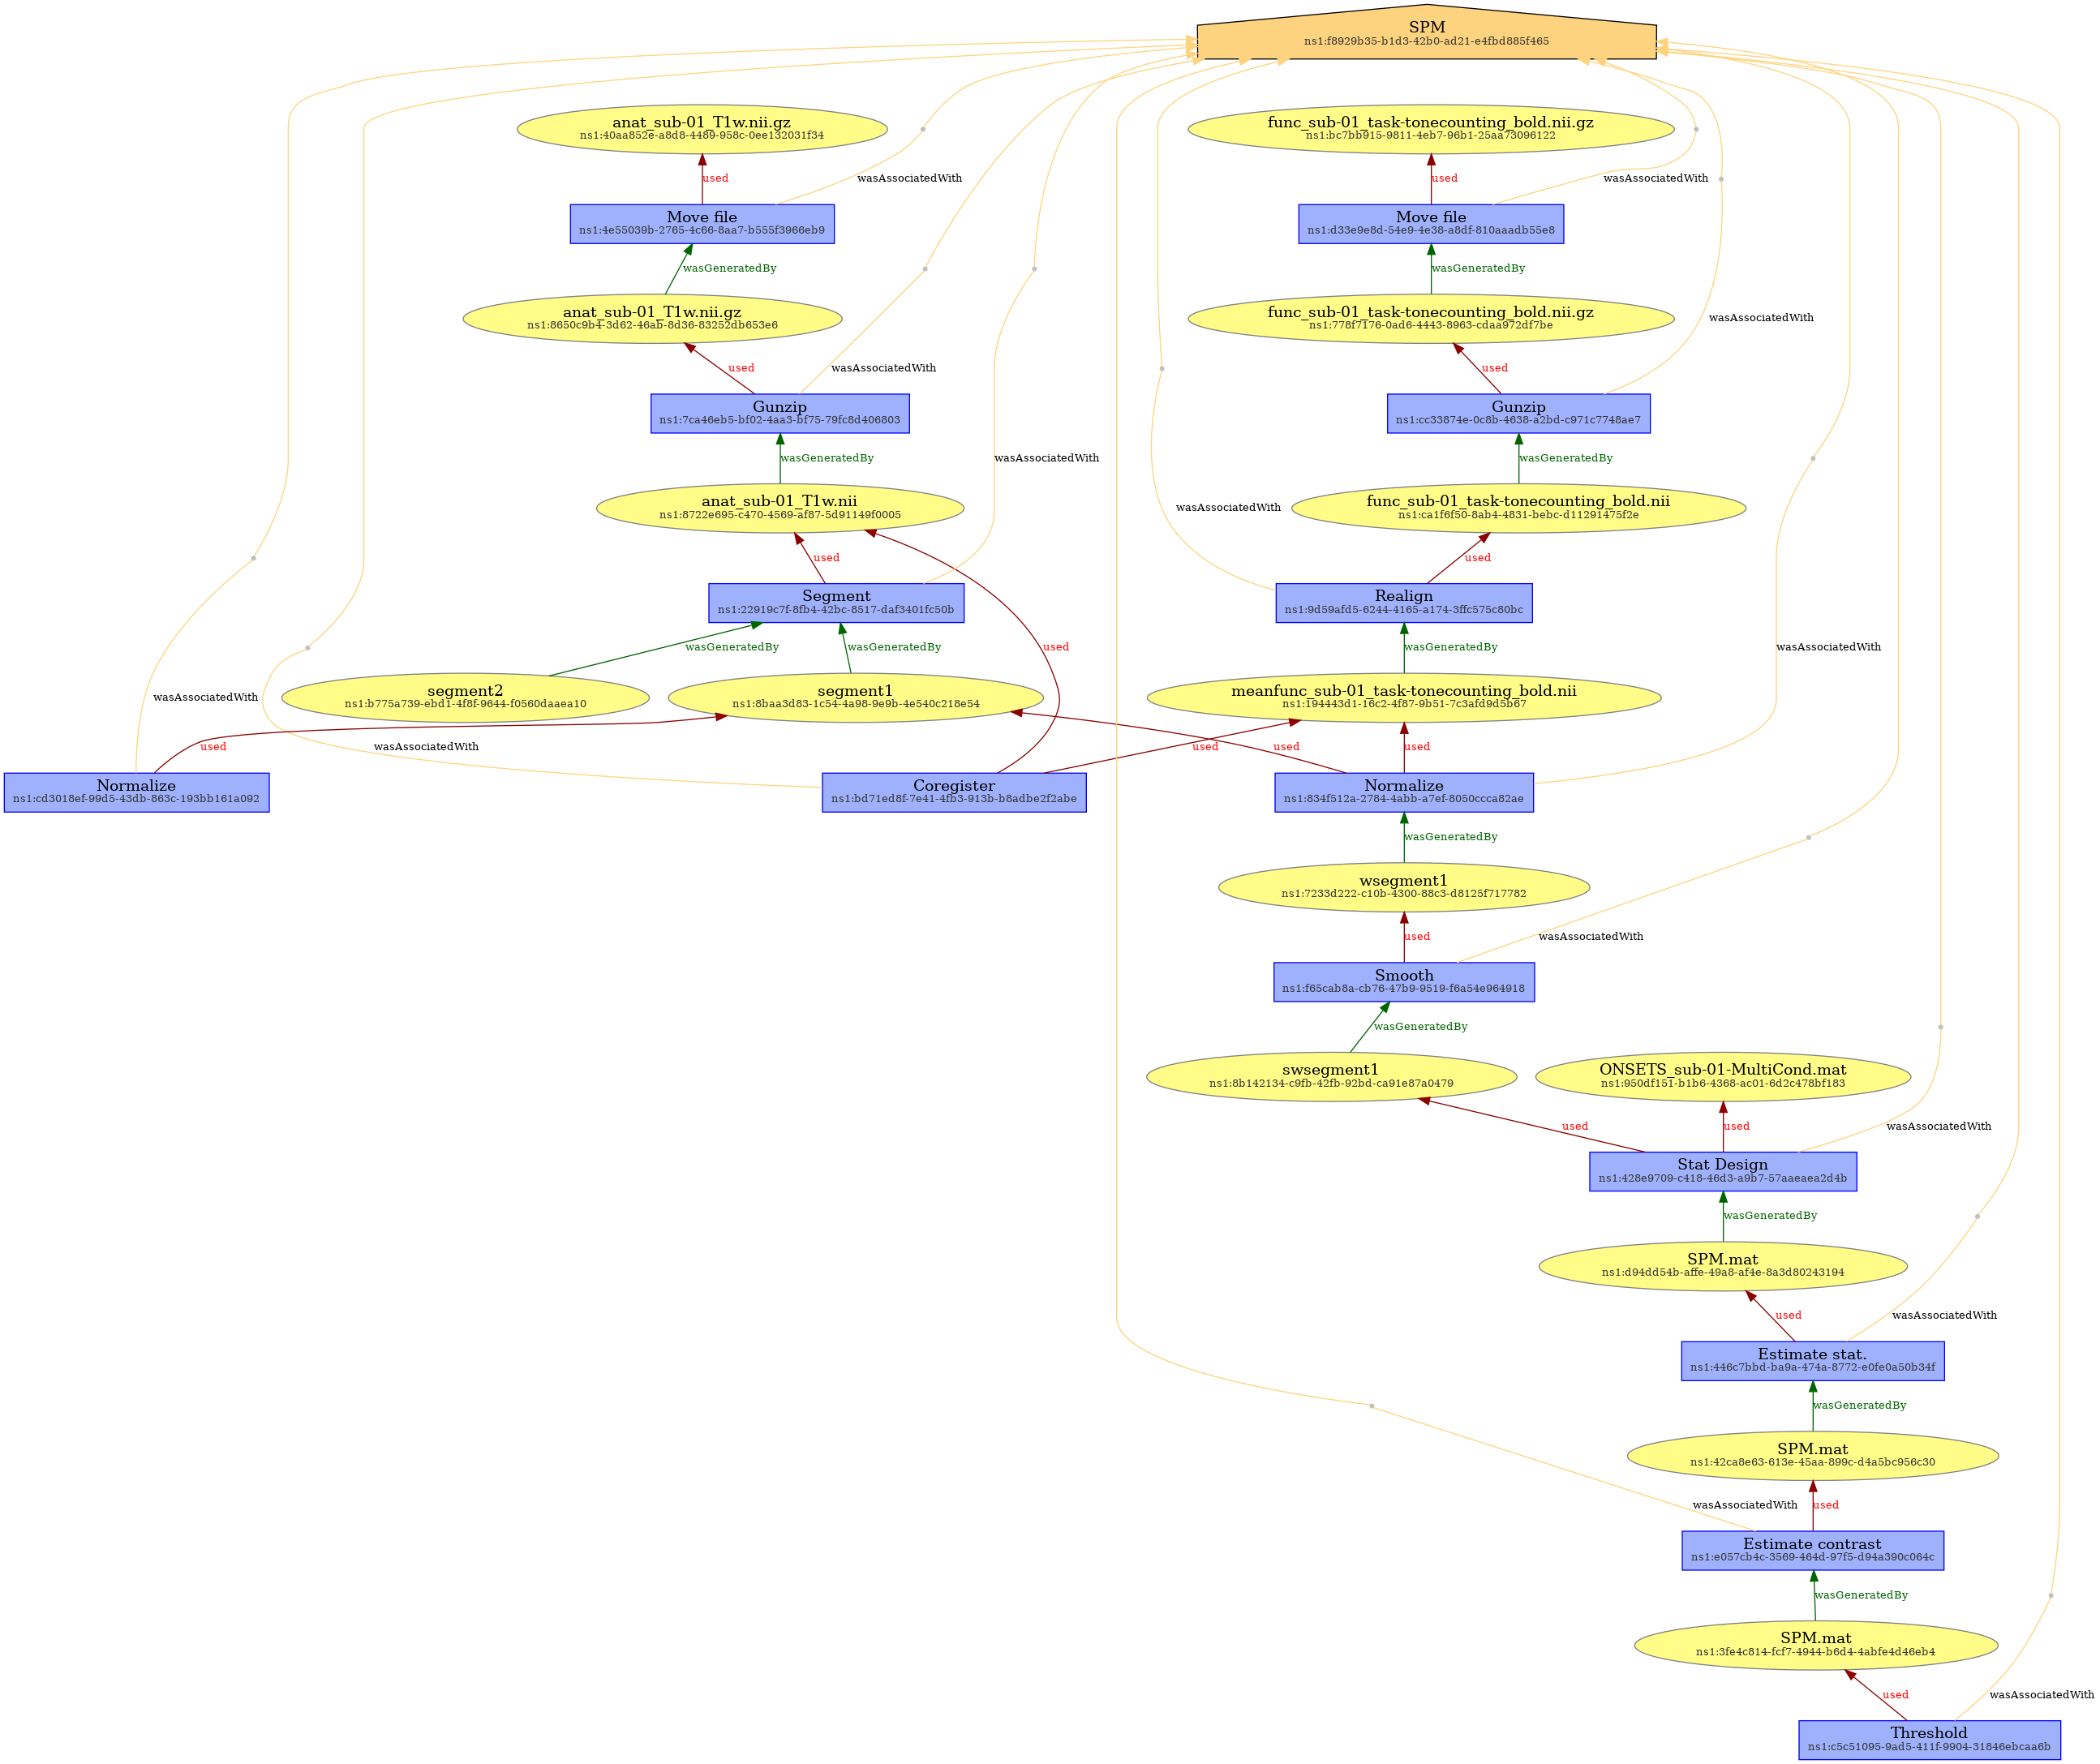 SPM
ns1:f8929b35-b1d3-42b0-ad21-e4fbd885f465
anat_sub-01_T1w.nii.gz
ns1:40aa852e-a8d8-4489-958c-0ee132031f34
func_sub-01_task-tonecounting_bold.nii.gz
ns1:bc7bb915-9811-4eb7-96b1-25aa73096122
used
wasAssociatedWith
used
wasAssociatedWith
Move file
ns1:4e55039b-2765-4c66-8aa7-b555f3966eb9
Move file
ns1:d33e9e8d-54e9-4e38-a8df-810aaadb55e8
wasGeneratedBy
wasGeneratedBy
anat_sub-01_T1w.nii.gz
ns1:8650c9b4-3d62-46ab-8d36-83252db653e6
func_sub-01_task-tonecounting_bold.nii.gz
ns1:778f7176-0ad6-4443-8963-cdaa972df7be
wasAssociatedWith
used
wasAssociatedWith
used
Gunzip
ns1:7ca46eb5-bf02-4aa3-bf75-79fc8d406803
Gunzip
ns1:cc33874e-0c8b-4638-a2bd-c971c7748ae7
wasGeneratedBy
wasAssociatedWith
wasGeneratedBy
anat_sub-01_T1w.nii
ns1:8722e695-c470-4569-af87-5d91149f0005
wasAssociatedWith
func_sub-01_task-tonecounting_bold.nii
ns1:ca1f6f50-8ab4-4831-bebc-d11291475f2e
used
used
Segment
ns1:22919c7f-8fb4-42bc-8517-daf3401fc50b
Realign
ns1:9d59afd5-6244-4165-a174-3ffc575c80bc
wasGeneratedBy
wasGeneratedBy
used
wasGeneratedBy
wasAssociatedWith
wasAssociatedWith
segment2
ns1:b775a739-ebd1-4f8f-9644-f0560daaea10
segment1
ns1:8baa3d83-1c54-4a98-9e9b-4e540c218e54
meanfunc_sub-01_task-tonecounting_bold.nii
ns1:194443d1-16c2-4f87-9b51-7c3afd9d5b67
used
wasAssociatedWith
used
used
used
Normalize
ns1:cd3018ef-99d5-43db-863c-193bb161a092
Coregister
ns1:bd71ed8f-7e41-4fb3-913b-b8adbe2f2abe
Normalize
ns1:834f512a-2784-4abb-a7ef-8050ccca82ae
wasGeneratedBy
wsegment1
ns1:7233d222-c10b-4300-88c3-d8125f717782
used
wasAssociatedWith
Smooth
ns1:f65cab8a-cb76-47b9-9519-f6a54e964918
wasGeneratedBy
swsegment1
ns1:8b142134-c9fb-42fb-92bd-ca91e87a0479
ONSETS_sub-01-MultiCond.mat
ns1:950df151-b1b6-4368-ac01-6d2c478bf183
used
used
wasAssociatedWith
Stat Design
ns1:428e9709-c418-46d3-a9b7-57aaeaea2d4b
wasGeneratedBy
SPM.mat
ns1:d94dd54b-affe-49a8-af4e-8a3d80243194
used
wasAssociatedWith
Estimate stat.
ns1:446c7bbd-ba9a-474a-8772-e0fe0a50b34f
wasGeneratedBy
SPM.mat
ns1:42ca8e63-613e-45aa-899c-d4a5bc956c30
wasAssociatedWith
used
Estimate contrast
ns1:e057cb4c-3569-464d-97f5-d94a390c064c
wasGeneratedBy
SPM.mat
ns1:3fe4c814-fcf7-4944-b6d4-4abfe4d46eb4
used
wasAssociatedWith
Threshold
ns1:c5c51095-9ad5-411f-9904-31846ebcaa6b